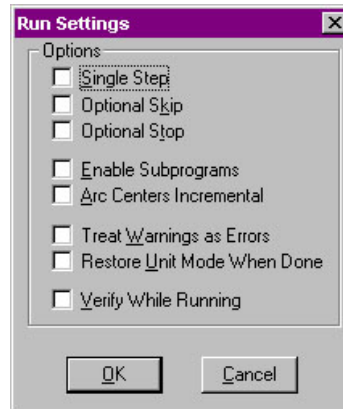 Run Settings
Options
Single Step
Optional Skip
Optional Stop
Enable Subprograms
Arc Centers Incremental
Treat Warnings as Errors
Restore Unit Mode When Done
Verify While Running
OK
Cancel